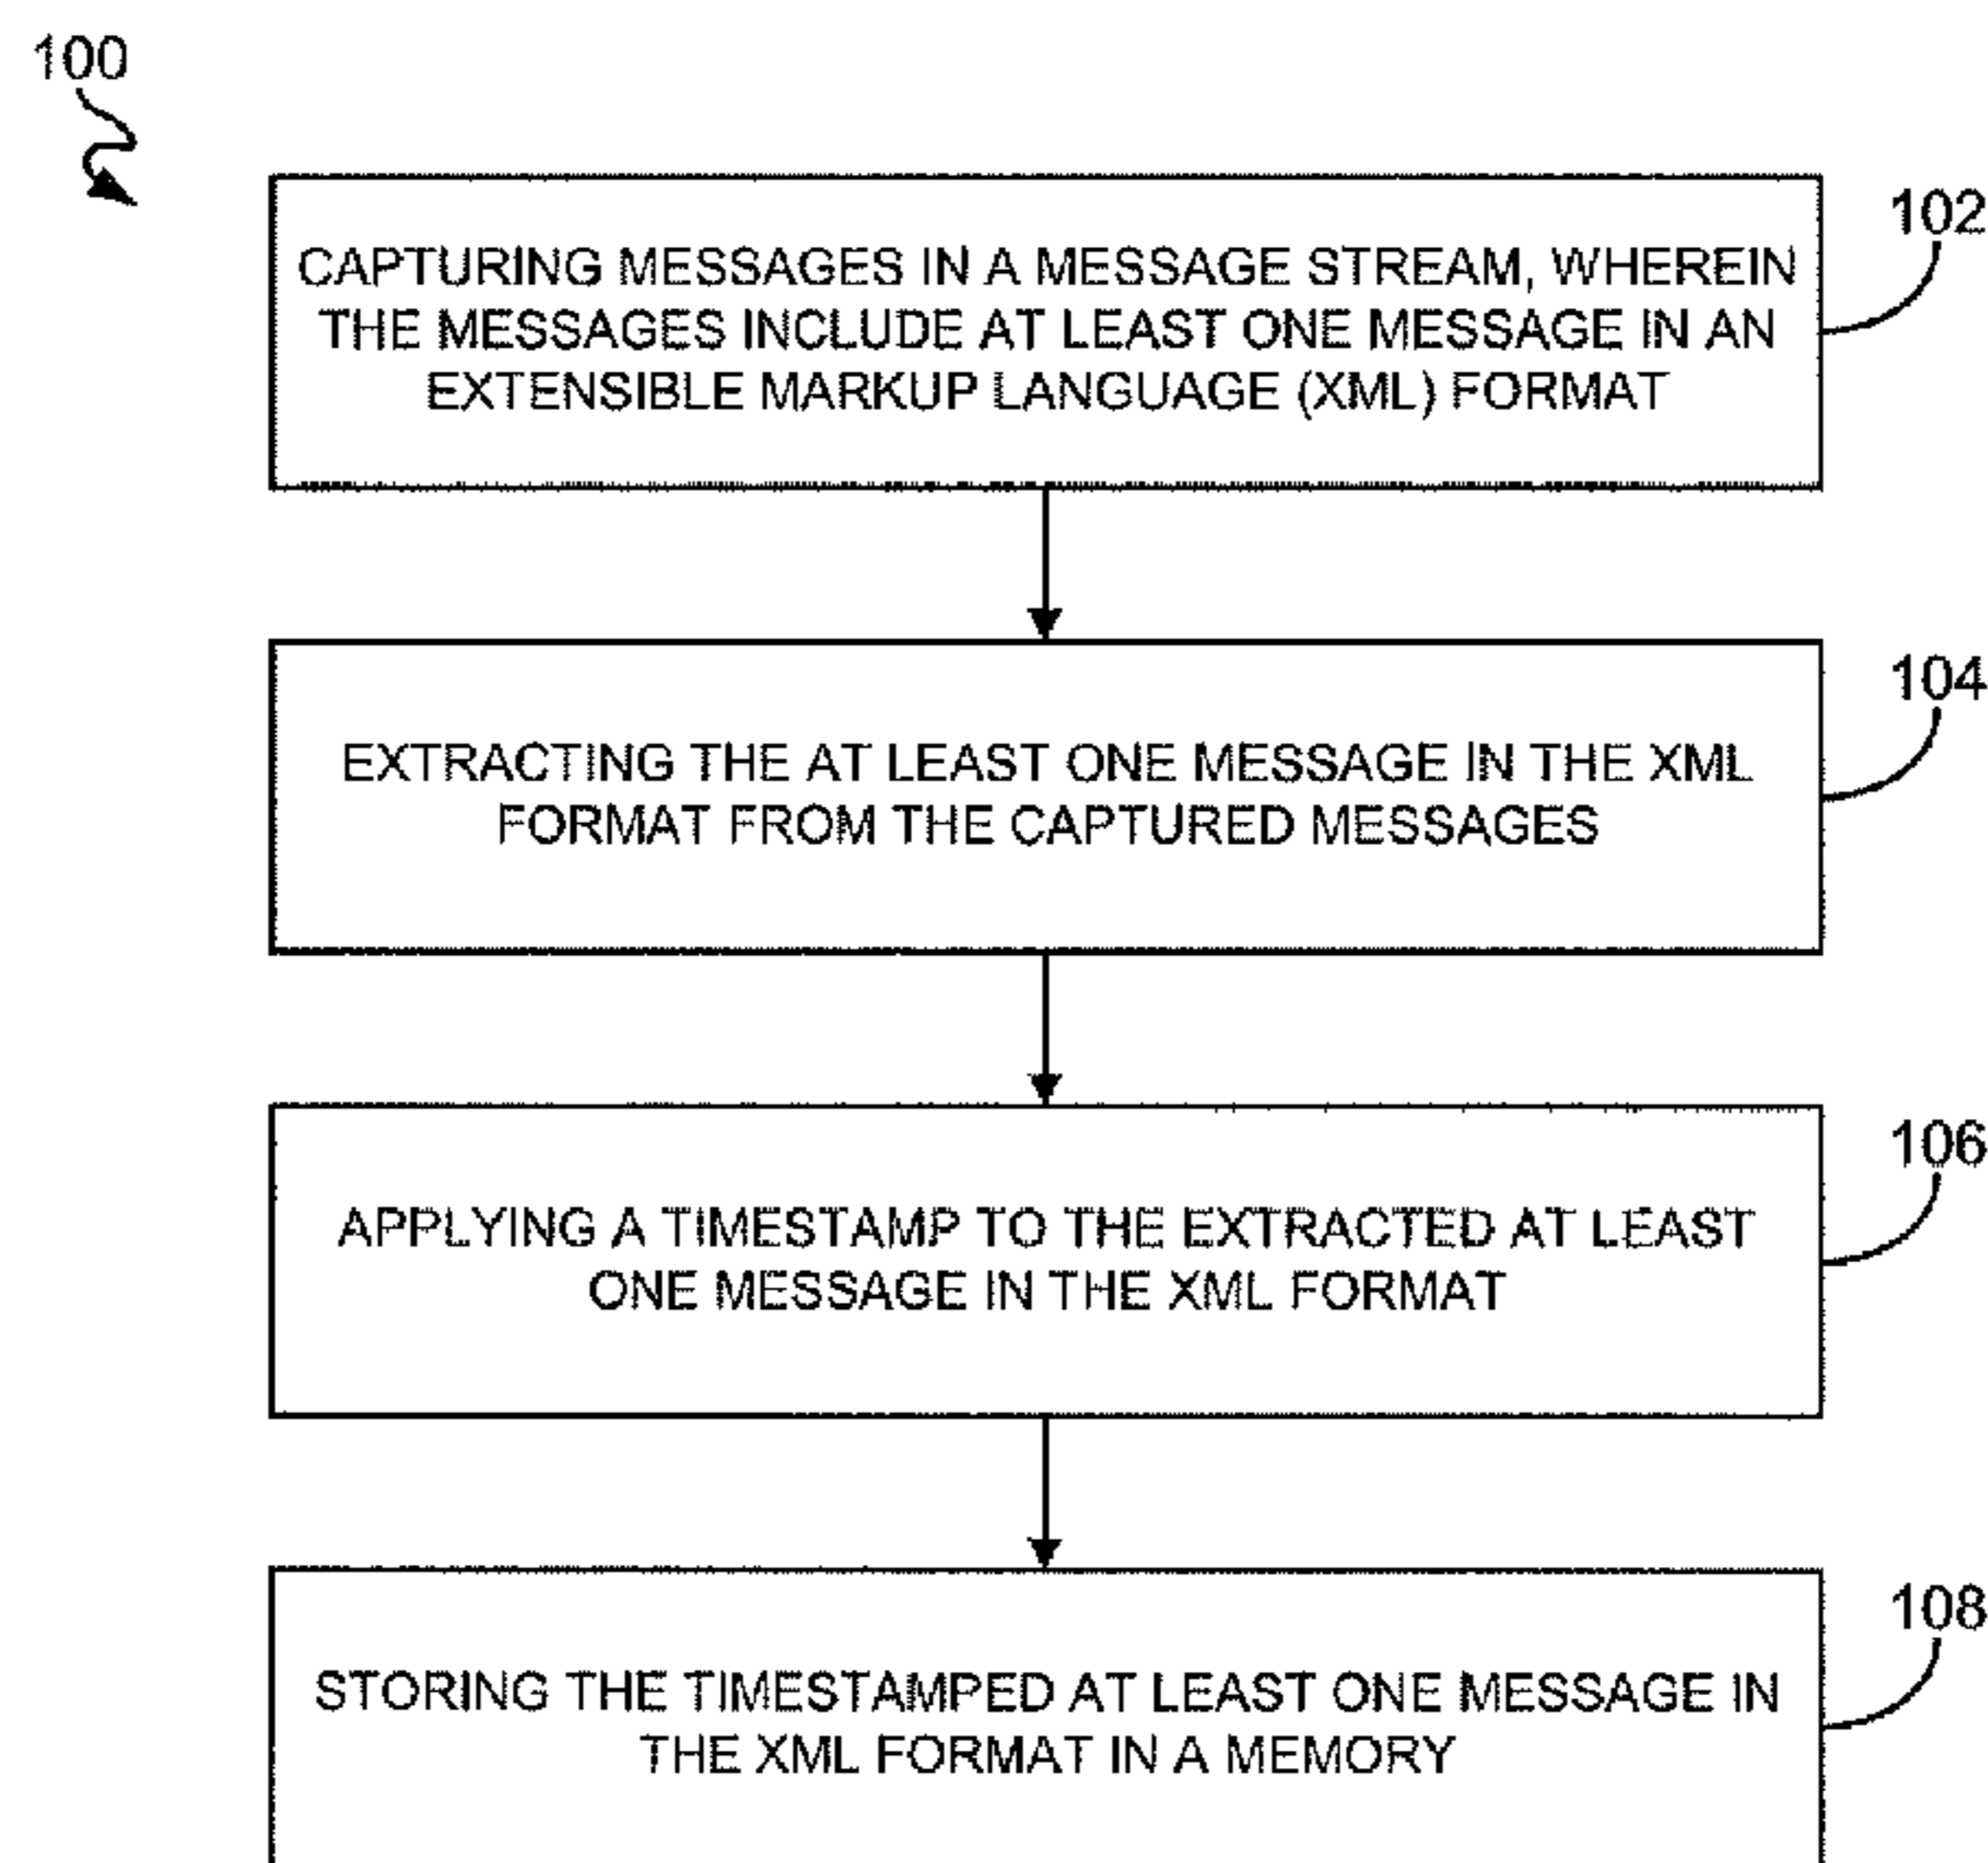 100
102
CAPTURING MESSAGES IN A MESSAGE STREAM, WHEREIN
THE MESSAGES INCLUDE AT LEAST ONE MESSAGE IN AN
EXTENSIBLE MARKUP LANGUAGE (XML) FORMAT
104
EXTRACTING THE AT LEAST ONE MESSAGE IN THE XML
FORMAT FROM THE CAPTURED MESSAGES
106
APPLYING A TIMESTAMP TO THE EXTRACTED AT LEAST
ONE MESSAGE IN THE XML FORMAT
108
STORING THE TIMESTAMPED AT LEAST ONE MESSAGE IN
THE XML FORMAT IN A MEMORY